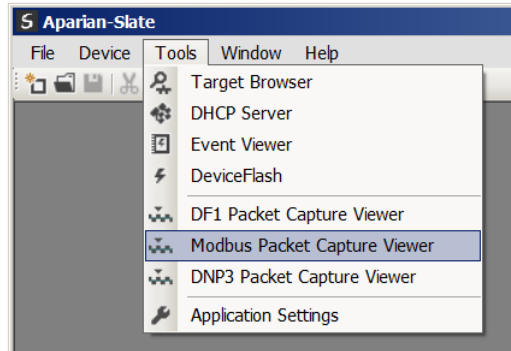 S Aparian-Slate
File Device Tools Window Help
Target Browser
DHCP Server
Event Viewer
DeviceFlash
DF1 Packet Capture Viewer
Modbus Packet Capture Viewer
DNP3 Packet Capture Viewer
Application Settings